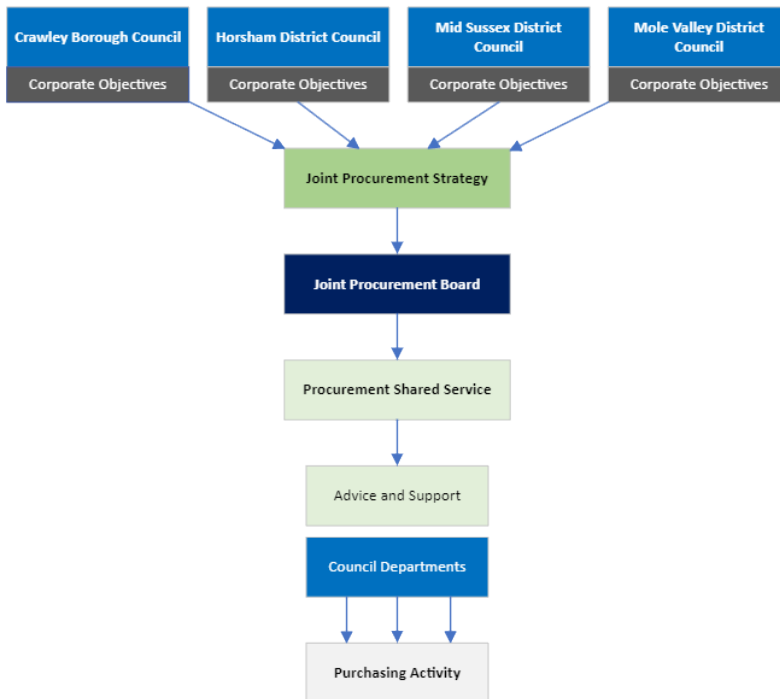 Crawley Borough Council
Horsham District Council
Mid Sussex District
Council
Mole Valley District
Council
Corporate Objectives
Corporate Objectives
Corporate Objectives
Corporate Objectives
Joint Procurement Strategy
Joint Procurement Board
Procurement Shared Service
Advice and Support
Council Departments
Purchasing Activity